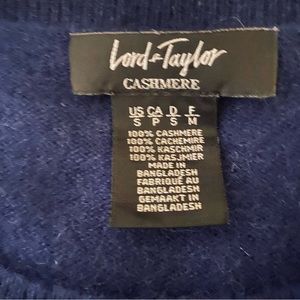 Lord & Taylor
CASHMERE
US CA D F
S P S M
100% CASHMERE
100% CACHEMIRE
100% KASCHMIR
100% KASJMIER
MADE IN
BANGLADESH
FABRIQUÉ AU
BANGLADESH
GEMAAKT IN
BANGLADESH